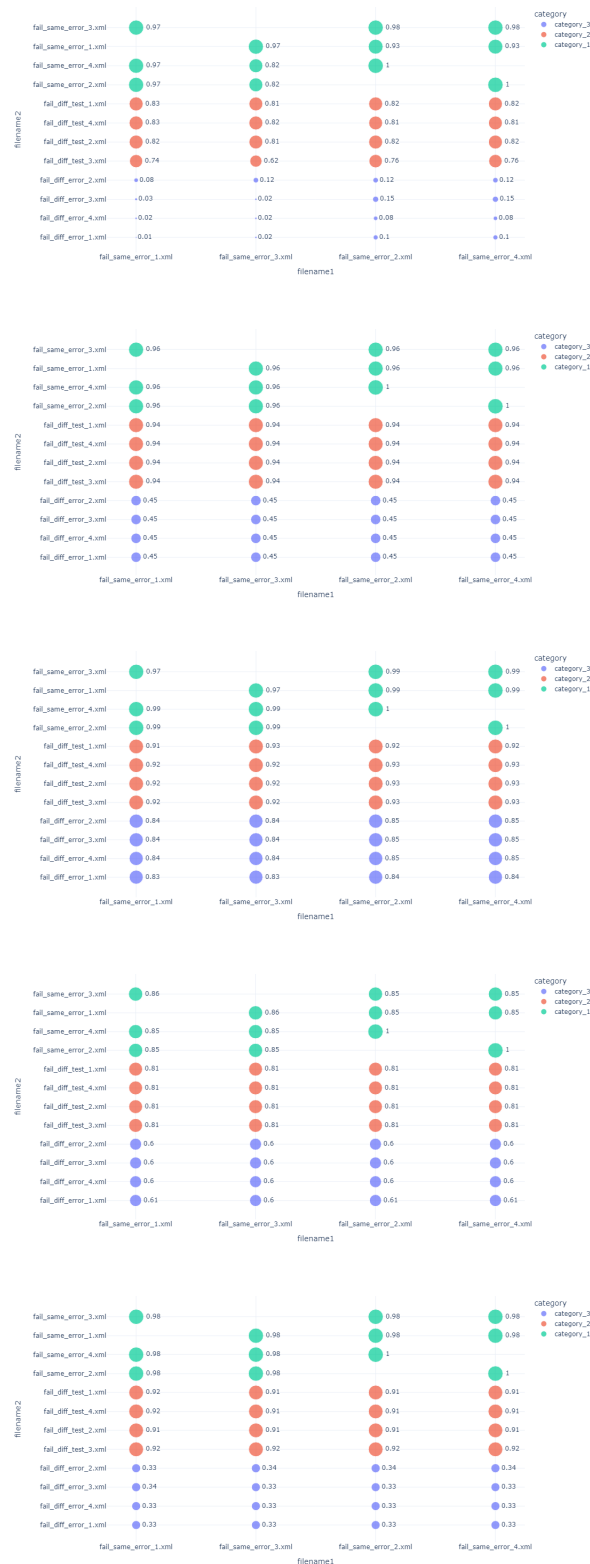 category
category_3
category_2
category_1
filename2
fail_same_error_3.xml 0.97 0.98 0.98
fail_same_error_1.xml 0.97 0.93 0.93
fail_same_error_4.xml 0.97 0.82 1
fail_same_error_2.xml 0.97 0.82 1
fail_diff_test_1.xml 0.83 0.81 0.82 0.82
fail_diff_test_4.xml 0.83 0.82 0.81 0.81
fail_diff_test_2.xml 0.82 0.81 0.82 0.82
fail_diff_test_3.xml 0.74 0.62 0.76 0.76
fail_diff_error_2.xml 0.08 0.12 0.12 0.12
fail_diff_error_3.xml 0.03 -0.02 0.15 0.15
fail_diff_error_4.xml 0.02 -0.02 0.08 0.08
fail_diff_error_1.xml 0.01 -0.02 0.1 0.1
fail_same_error_1.xml fail_same_error_3.xml fail_same_error_2.xml fail_same_error_4.xml
filename1
category
category_3
category_2
category_1
filename2
fail_same_error_3.xml 0.96 0.96 0.96
fail_same_error_1.xml 0.96 0.96 0.96
fail_same_error_4.xml 0.96 0.96 1
fail_same_error_2.xml 0.96 0.96 1
fail_diff_test_1.xml 0.94 0.94 0.94 0.94
fail_diff_test_4.xml 0.94 0.94 0.94 0.94
fail_diff_test_2.xml 0.94 0.94 0.94 0.94
fail_diff_test_3.xml 0.94 0.94 0.94 0.94
fail_diff_error_2.xml 0.45 0.45 0.45 0.45
fail_diff_error_3.xml 0.45 0.45 0.45 0.45
fail_diff_error_4.xml 0.45 0.45 0.45 0.45
fail_diff_error_1.xml 0.45 0.45 0.45 0.45
fail_same_error_1.xml fail_same_error_3.xml fail_same_error_2.xml fail_same_error_4.xml
filename1
category
category_3
category_2
category_1
filename2
fail_same_error_3.xml 0.97 0.99 0.99
fail_same_error_1.xml 0.97 0.99 0.99
fail_same_error_4.xml 0.99 0.99 1
fail_same_error_2.xml 0.99 0.99 1
fail_diff_test_1.xml 0.91 0.93 0.92 0.92
fail_diff_test_4.xml 0.92 0.92 0.93 0.93
fail_diff_test_2.xml 0.92 0.92 0.93 0.93
fail_diff_test_3.xml 0.92 0.92 0.93 0.93
fail_diff_error_2.xml 0.84 0.84 0.85 0.85
fail_diff_error_3.xml 0.84 0.84 0.85 0.85
fail_diff_error_4.xml 0.84 0.84 0.85 0.85
fail_diff_error_1.xml 0.83 0.83 0.84 0.84
fail_same_error_1.xml fail_same_error_3.xml fail_same_error_2.xml fail_same_error_4.xml
filename1
category
category_3
category_2
category_1
filename2
fail_same_error_3.xml 0.86 0.85 0.85
fail_same_error_1.xml 0.86 0.85 0.85
fail_same_error_4.xml 0.85 0.85 1
fail_same_error_2.xml 0.85 0.85 1
fail_diff_test_1.xml 0.81 0.81 0.81 0.81
fail_diff_test_4.xml 0.81 0.81 0.81 0.81
fail_diff_test_2.xml 0.81 0.81 0.81 0.81
fail_diff_test_3.xml 0.81 0.81 0.81 0.81
fail_diff_error_2.xml 0.6 0.6 0.6 0.6
fail_diff_error_3.xml 0.6 0.6 0.6 0.6
fail_diff_error_4.xml 0.6 0.6 0.6 0.6
fail_diff_error_1.xml 0.61 0.6 0.61 0.61
fail_same_error_1.xml fail_same_error_3.xml fail_same_error_2.xml fail_same_error_4.xml
filename1
category
category_3
category_2
category_1
filename2
fail_same_error_3.xml 0.98 0.98 0.98
fail_same_error_1.xml 0.98 0.98 0.98
fail_same_error_4.xml 0.98 0.98 1
fail_same_error_2.xml 0.98 0.98 1
fail_diff_test_1.xml 0.92 0.91 0.91 0.91
fail_diff_test_4.xml 0.92 0.91 0.91 0.91
fail_diff_test_2.xml 0.91 0.91 0.91 0.91
fail_diff_test_3.xml 0.92 0.92 0.92 0.92
fail_diff_error_2.xml 0.33 0.34 0.34 0.34
fail_diff_error_3.xml 0.34 0.33 0.33 0.33
fail_diff_error_4.xml 0.33 0.33 0.33 0.33
fail_diff_error_1.xml 0.33 0.33 0.33 0.33
fail_same_error_1.xml fail_same_error_3.xml fail_same_error_2.xml fail_same_error_4.xml
filename1